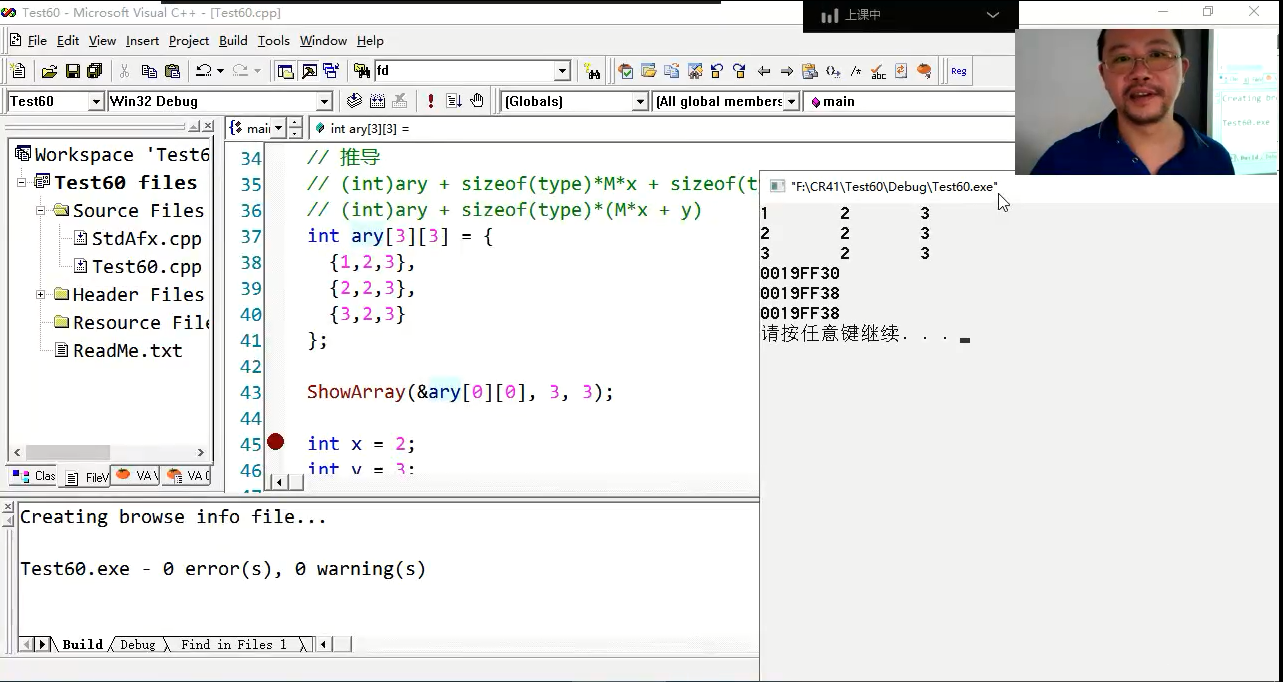 Test60 - Microsoft Visual C++ - [Test60.cpp]
上课中
File Edit View Insert Project Build Tools Window Help
fd
Reg
Test60 Win32 Debug (Globals) (All global members main
mai int ary[3][3] =
Workspace 'Test6
Test60 files
Source Files
StdAfx.cpp
Test60.cpp
Header Files
Resource File
ReadMe.txt
Clas FileV VA V VA O
34 // 推导
35 // (int)ary + sizeof(type)*M*x + sizeof(t
36 // (int)ary + sizeof(type)*(M*x + y)
37 int ary[3][3] = {
38 {1,2,3},
39 {2,2,3},
40 {3,2,3}
41 };
42
43 ShowArray(&ary[0][0], 3, 3);
44
45 int x = 2;
46 int y = 3;
"F:\CR41\Test60\Debug\Test60.exe"
1 2 3
2 2 3
3 2 3
0019FF30
0019FF38
0019FF38
请按任意键继续. . .
Creating browse info file...
Test60.exe - 0 error(s), 0 warning(s)
Build Debug Find in Files 1